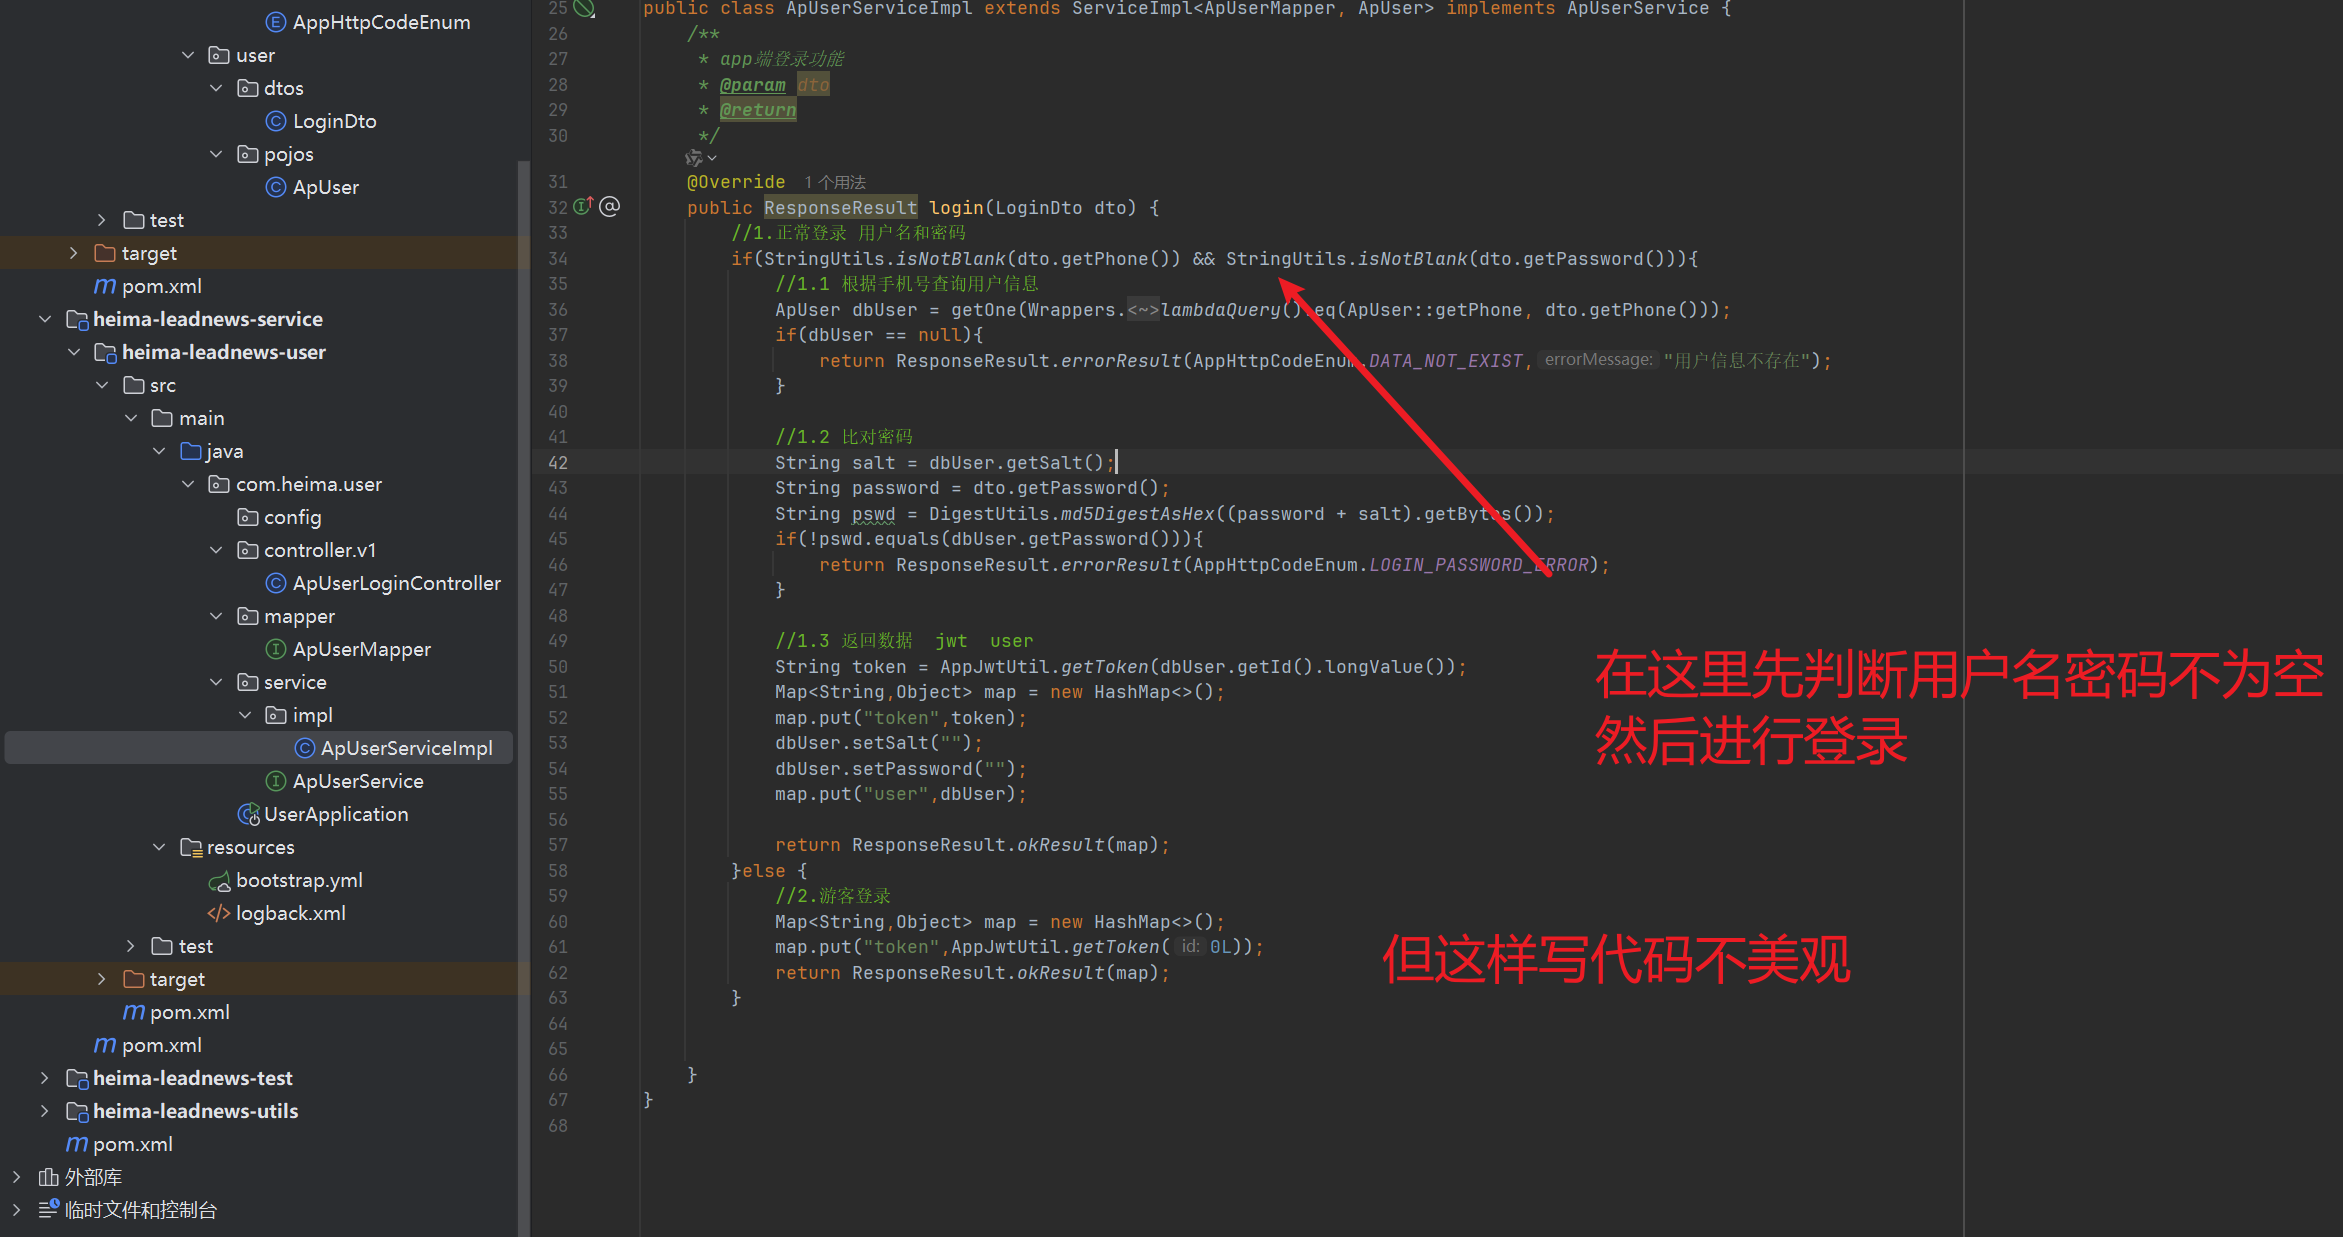 AppHttpCodeEnum
user
dtos
LoginDto
pojos
ApUser
test
target
pom.xml
heima-leadnews-service
heima-leadnews-user
src
main
java
com.heima.user
config
controller.v1
ApUserLoginController
mapper
ApUserMapper
service
impl
ApUserServiceImpl
ApUserService
UserApplication
resources
bootstrap.yml
logback.xml
test
target
pom.xml
pom.xml
heima-leadnews-test
heima-leadnews-utils
pom.xml
外部库
临时文件和控制台
25 public class ApUserServiceImpl extends ServiceImpl<ApUserMapper, ApUser> implements ApUserService {
26 /**
27 * app端登录功能
28 * @param dto
29 * @return
30 */
31 @Override 1 个用法
32 public ResponseResult login(LoginDto dto) {
33 //1.正常登录 用户名和密码
34 if(StringUtils.isNotBlank(dto.getPhone()) && StringUtils.isNotBlank(dto.getPassword())){
35 //1.1 根据手机号查询用户信息
36 ApUser dbUser = getOne(Wrappers.<~>lambdaQuery().eq(ApUser::getPhone, dto.getPhone()));
37 if(dbUser == null){
38 return ResponseResult.errorResult(AppHttpCodeEnum.DATA_NOT_EXIST, errorMessage: "用户信息不存在");
39 }
40
41 //1.2 比对密码
42 String salt = dbUser.getSalt();
43 String password = dto.getPassword();
44 String pswd = DigestUtils.md5DigestAsHex((password + salt).getBytes());
45 if(!pswd.equals(dbUser.getPassword())){
46 return ResponseResult.errorResult(AppHttpCodeEnum.LOGIN_PASSWORD_ERROR);
47 }
48
49 //1.3 返回数据 jwt user
50 String token = AppJwtUtil.getToken(dbUser.getId().longValue());
51 Map<String,Object> map = new HashMap<>();
52 map.put("token",token);
53 dbUser.setSalt("");
54 dbUser.setPassword("");
55 map.put("user",dbUser);
56
57 return ResponseResult.okResult(map);
58 }else {
59 //2.游客登录
60 Map<String,Object> map = new HashMap<>();
61 map.put("token",AppJwtUtil.getToken( id: 0L));
62 return ResponseResult.okResult(map);
63 }
64
65
66 }
67 }
68
在这里先判断用户名密码不为空
然后进行登录
但这样写代码不美观